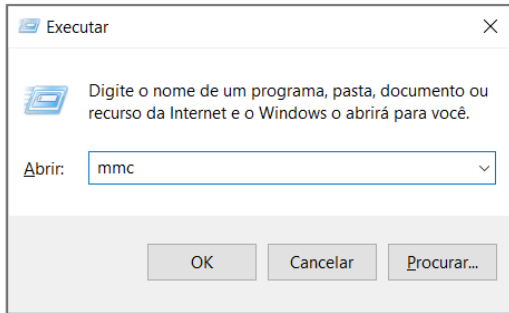 Executar
Digite o nome de um programa, pasta, documento ou
recurso da Internet e o Windows o abrirá para você.
Abrir: mmc
OK Cancelar Procurar...